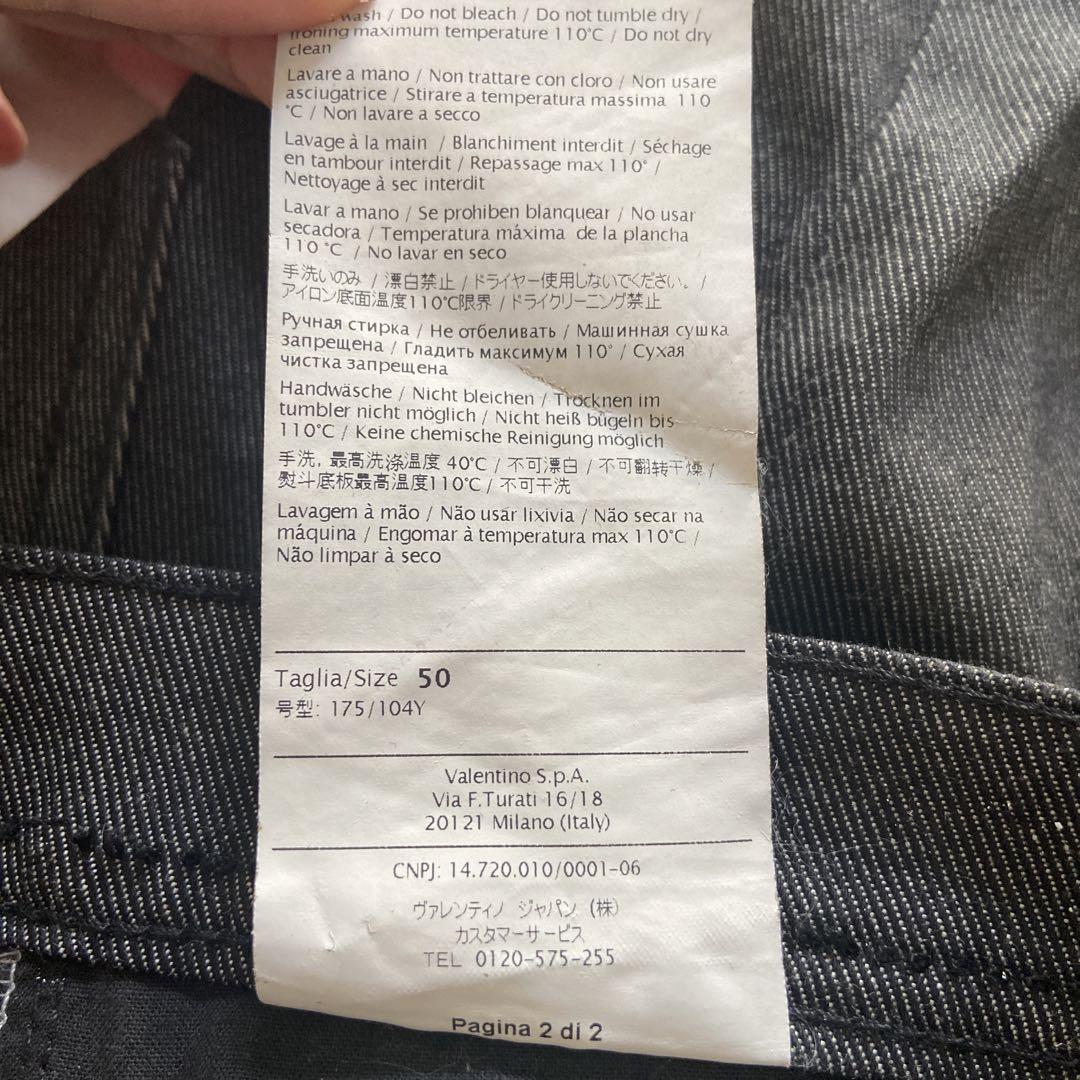 wash / Do not bleach / Do not tumble dry /
Ironing maximum temperature 110°C / Do not dry
clean
Lavare a mano / Non trattare con cloro / Non usare
asciugatrice / Stirare a temperatura massima 110
°C / Non lavare a secco
Lavage à la main / Blanchiment interdit / Séchage
en tambour interdit / Repassage max 110° /
Nettoyage à sec interdit
Lavar a mano / Se prohiben blanquear / No usar
secadora / Temperatura máxima de la plancha
110 °C / No lavar en seco
手洗いのみ / 漂白禁止 / ドライヤー使用しないでください。 /
アイロン底面温度110°C限界 / ドライクリーニング禁止
Ручная стирка / Не отбеливать / Машинная сушка
запрещена / Гладить максимум 110° / Сухая
чистка запрещена
Handwäsche / Nicht bleichen / Trocknen im
tumbler nicht möglich / Nicht heiß bügeln bis
110°C / Keine chemische Reinigung möglich
手洗, 最高洗涤温度 40°C / 不可漂白 / 不可翻转干燥 /
熨斗底板最高温度110°C / 不可干洗
Lavagem à mão / Não usar lixivia / Não secar na
máquina / Engomar à temperatura max 110°C /
Não limpar à seco
Taglia/Size 50
号型: 175/104Y
Valentino S.p.A.
Via F.Turati 16/18
20121 Milano (Italy)
CNPJ: 14.720.010/0001-06
ヴァレンティノ ジャパン (株)
カスタマーサービス
TEL 0120-575-255
Pagina 2 di 2